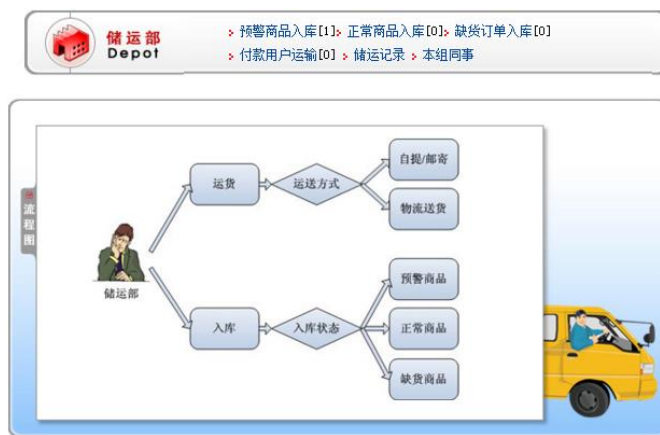 储运部
Depot
预警商品入库[1] 正常商品入库[0] 缺货订单入库[0]
付款用户运输[0] 储运记录 本组同事
流程图
自提/邮寄
运货
运送方式
物流送货
储运部
预警商品
入库
入库状态
正常商品
缺货商品